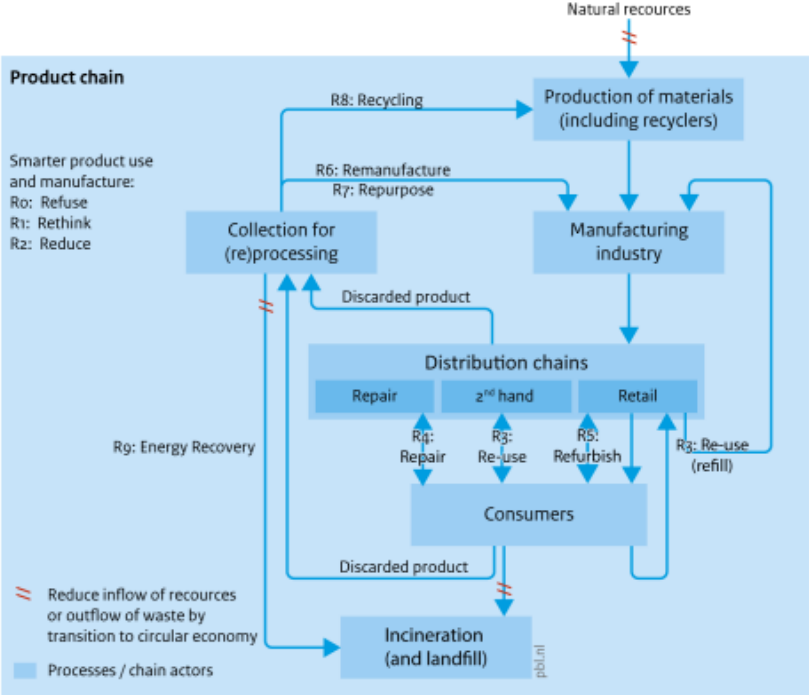 Natural recources
Product chain
Production of materials
(including recyclers)
R8: Recycling
Smarter product use
and manufacture:
R0: Refuse
R1: Rethink
R2: Reduce
R6: Remanufacture
R7: Repurpose
Collection for
(re)processing
Manufacturing
industry
Discarded product
Distribution chains
Repair
2nd hand
Retail
R4:
Repair
R3:
Re-use
R5:
Refurbish
R3: Re-use
(refill)
R9: Energy Recovery
Consumers
Discarded product
Reduce inflow of recources
or outflow of waste by
transition to circular economy
Processes / chain actors
Incineration
(and landfill)
pbl.nl